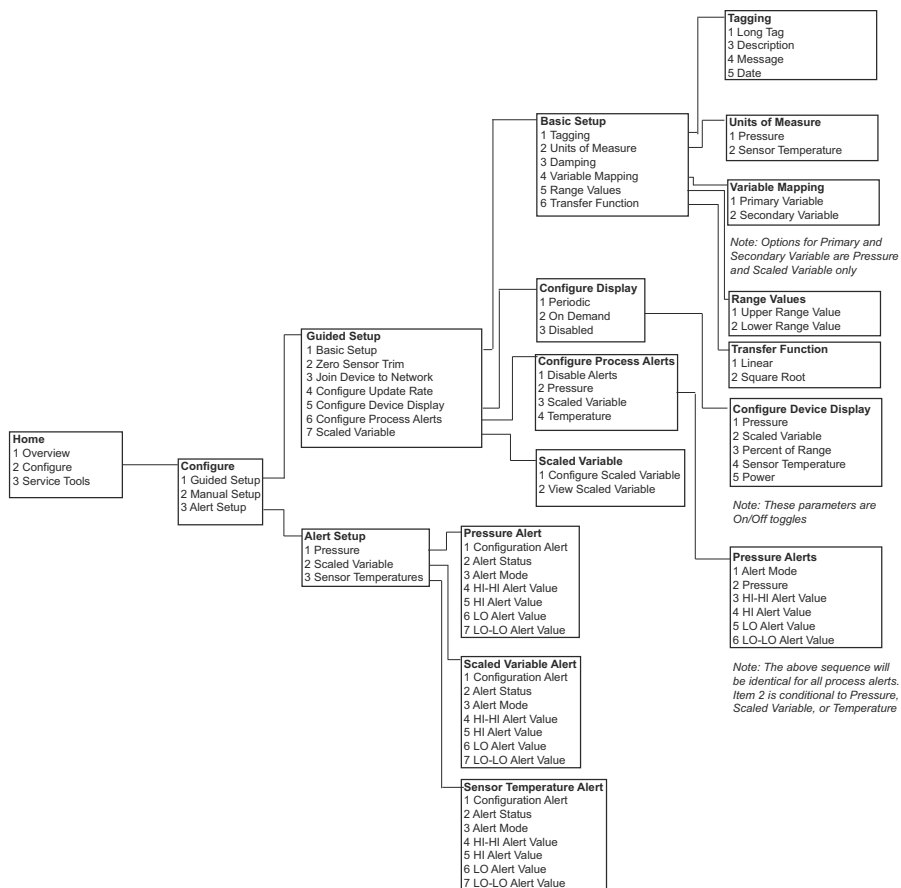 Home
1 Overview
2 Configure
3 Service Tools
Configure
1 Guided Setup
2 Manual Setup
3 Alert Setup
Guided Setup
1 Basic Setup
2 Zero Sensor Trim
3 Join Device to Network
4 Configure Update Rate
5 Configure Device Display
6 Configure Process Alerts
7 Scaled Variable
Alert Setup
1 Pressure
2 Scaled Variable
3 Sensor Temperatures
Basic Setup
1 Tagging
2 Units of Measure
3 Damping
4 Variable Mapping
5 Range Values
6 Transfer Function
Configure Display
1 Periodic
2 On Demand
3 Disabled
Configure Process Alerts
1 Disable Alerts
2 Pressure
3 Scaled Variable
4 Temperature
Scaled Variable
1 Configure Scaled Variable
2 View Scaled Variable
Pressure Alert
1 Configuration Alert
2 Alert Status
3 Alert Mode
4 HI-HI Alert Value
5 HI Alert Value
6 LO Alert Value
7 LO-LO Alert Value
Scaled Variable Alert
1 Configuration Alert
2 Alert Status
3 Alert Mode
4 HI-HI Alert Value
5 HI Alert Value
6 LO Alert Value
7 LO-LO Alert Value
Sensor Temperature Alert
1 Configuration Alert
2 Alert Status
3 Alert Mode
4 HI-HI Alert Value
5 HI Alert Value
6 LO Alert Value
7 LO-LO Alert Value
Tagging
1 Long Tag
3 Description
4 Message
5 Date
Units of Measure
1 Pressure
2 Sensor Temperature
Variable Mapping
1 Primary Variable
2 Secondary Variable
Note: Options for Primary and
Secondary Variable are Pressure
and Scaled Variable only
Range Values
1 Upper Range Value
2 Lower Range Value
Transfer Function
1 Linear
2 Square Root
Configure Device Display
1 Pressure
2 Scaled Variable
3 Percent of Range
4 Sensor Temperature
5 Power
Note: These parameters are
On/Off toggles
Pressure Alerts
1 Alert Mode
2 Pressure
3 HI-HI Alert Value
4 HI Alert Value
5 LO Alert Value
6 LO-LO Alert Value
Note: The above sequence will
be identical for all process alerts.
Item 2 is conditional to Pressure,
Scaled Variable, or Temperature